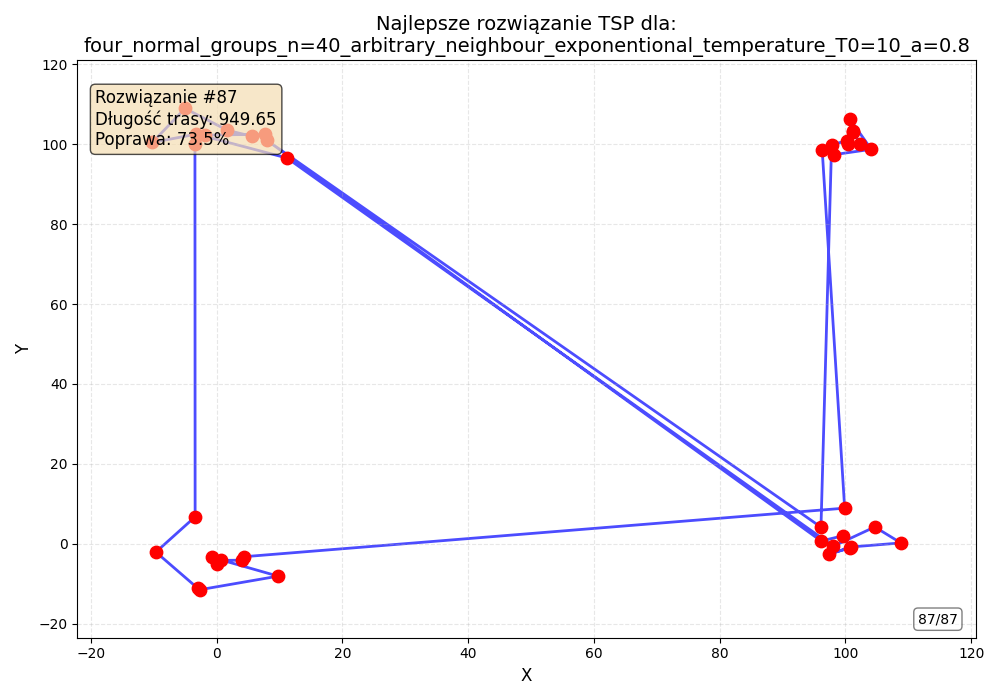 Najlepsze rozwiązanie TSP dla:
four_normal_groups_n=40_arbitrary_neighbour_exponential_temperature_T0=10_a=0.8
Rozwiązanie #87
Długość trasy: 949.65
Poprawa: 73.5%
120
100
80
60
40
20
0
−20
Y
87/87
−20
0
20
40
60
80
100
120
X